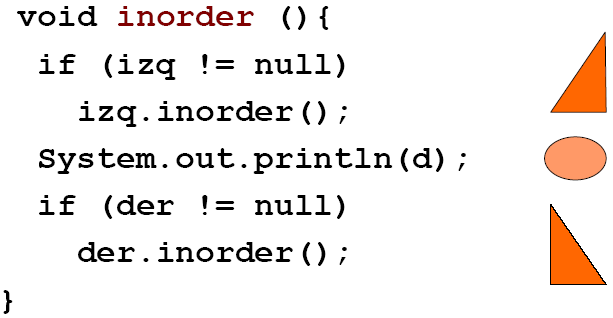 void inorder (){
if (izq != null)
izq.inorder();
System.out.println(d);
if (der != null)
der.inorder();
}